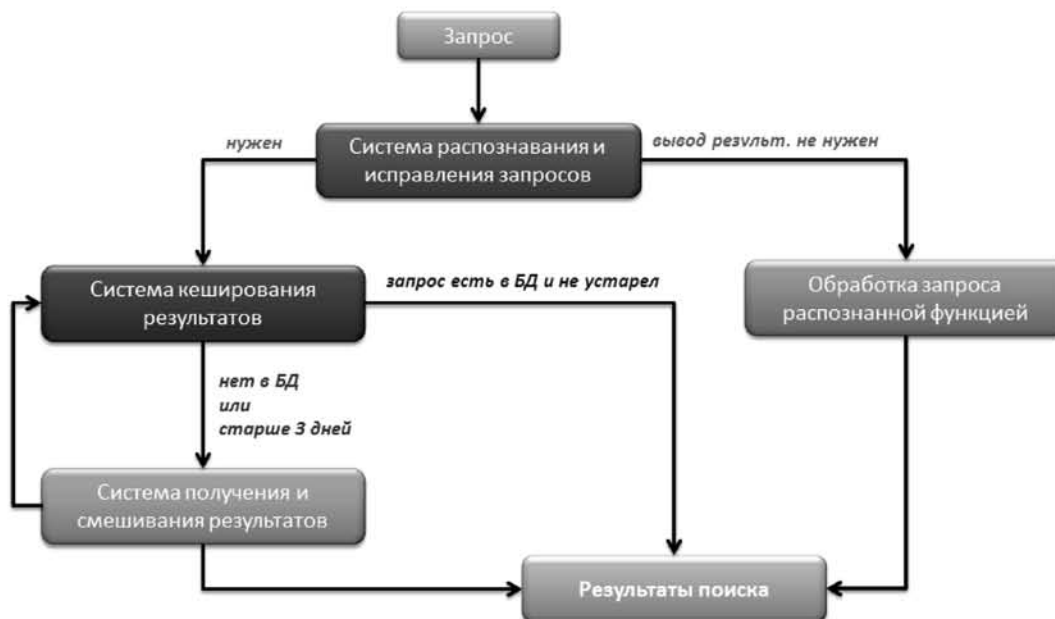 Запрос
Система распознавания и
исправления запросов
нужен
вывод результ. не нужен
Система кеширования
результатов
запрос есть в БД и не устарел
Обработка запроса
распознанной функцией
нет в БД
или
старше 3 дней
Система получения и
смешивания результатов
Результаты поиска